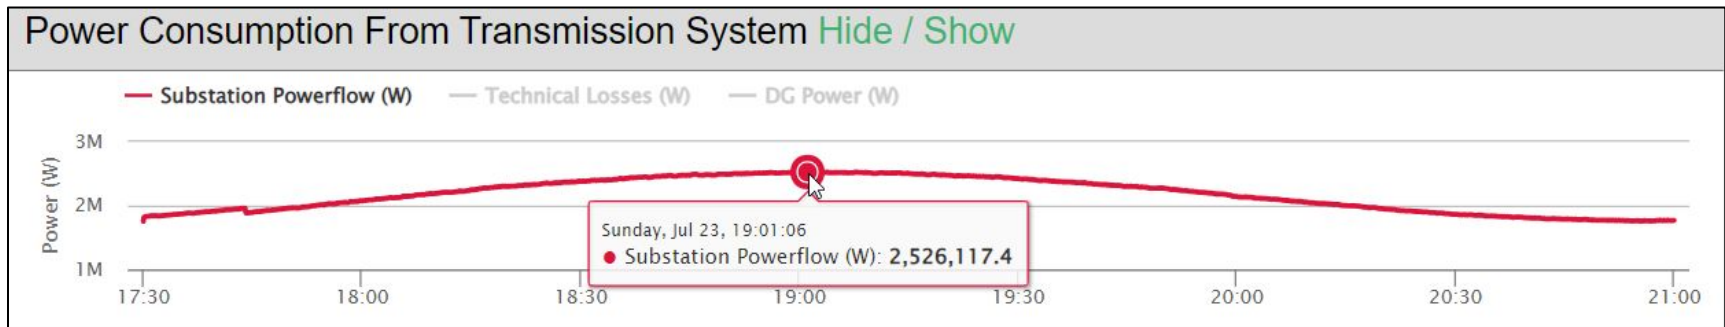 Power Consumption From Transmission System Hide / Show
Substation Powerflow (W) Technical Losses (W) DG Power (W)
Power (W)
3M
2M
1M
Sunday, Jul 23, 19:01:06
Substation Powerflow (W): 2,526,117.4
17:30 18:00 18:30 19:00 19:30 20:00 20:30 21:00